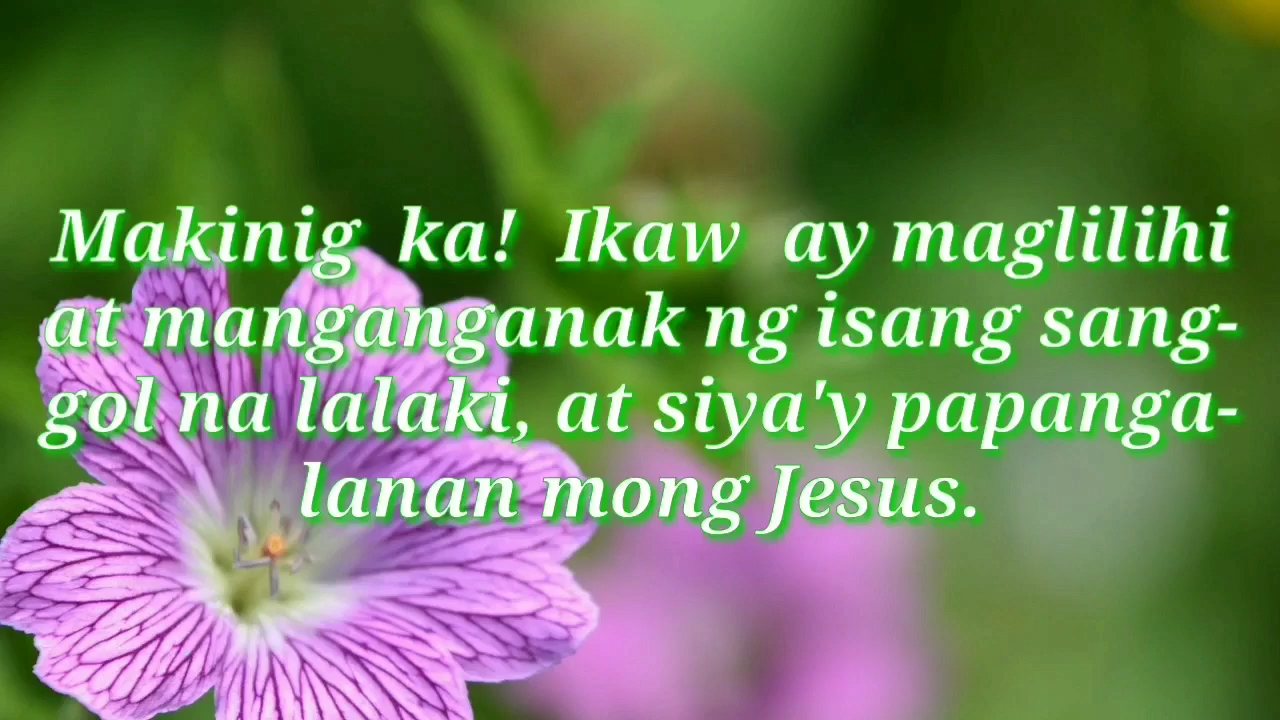 Makinig ka! Ikaw ay maglilihi
at manganganak ng isang sang-
gol na lalaki, at siya'y papanga-
lanan mong Jesus.